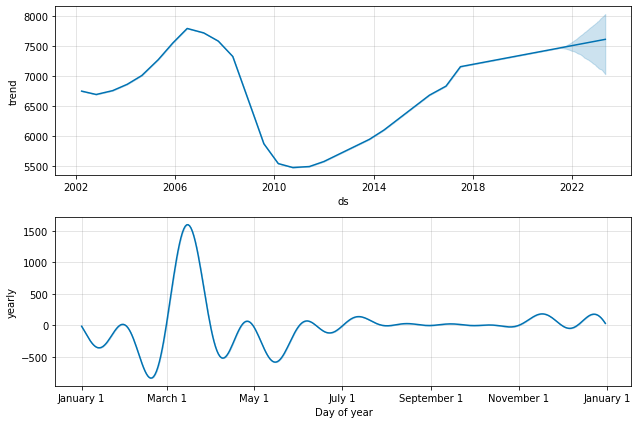 8000
7500
7000
6500
6000
5500
trend
2002 2006 2010 2014 2018 2022
ds
1500
1000
500
0
−500
yearly
January 1 March 1 May 1 July 1 September 1 November 1 January 1
Day of year